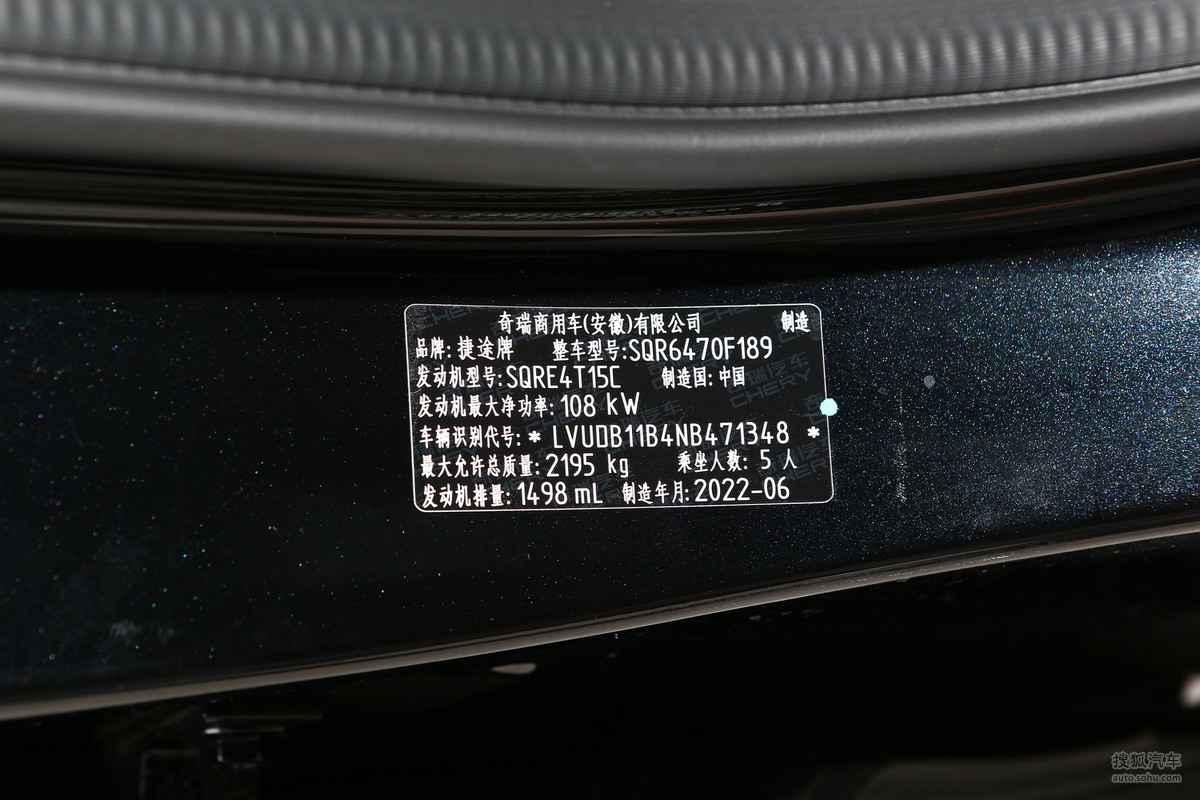 奇瑞商用车(安徽)有限公司 制造
品牌: 捷途牌 整车型号:SQR6470F189
发动机型号:SQRE4T15C 制造国: 中国
发动机最大净功率: 108 kW
车辆识别代号: * LVUDB11B4NB471348 *
最大允许总质量: 2195 kg 乘坐人数: 5 人
发动机排量: 1498 mL 制造年月: 2022-06
搜狐汽车
auto.sohu.com